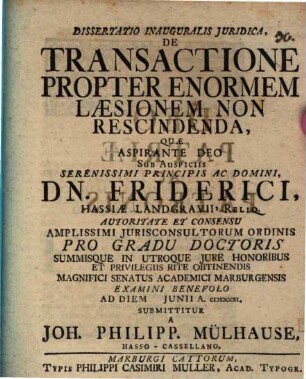 DISSERTATIO INAUGURALIS JURIDICA,
DE
TRANSACTIONE
PROPTER ENORMEM
LÆSIONEM NON
RESCINDENDA,
QUÆ
ASPIRANTE DEO
SUB AUSPICIIS
SERENISSIMI PRINCIPIS AC DOMINI,
DN. FRIDERICI,
HASSIÆ LANDGRAVII, RELIQ.
AUTORITATE ET CONSENSU
AMPLISSIMI JURISCONSULTORUM ORDINIS
PRO GRADU DOCTORIS
SUMMISQUE IN UTROQUE JURE HONORIBUS
ET PRIVILEGIIS RITE OBTINENDIS
MAGNIFICI SENATUS ACADEMICI MARBURGENSIS
EXAMINI BENEVOLO
AD DIEM JUNII A.
SUBMITTITUR
A
JOH. PHILIPP. MÜLHAUSE,
HASSO-CASSELLANO.
MARBURGI CATTORUM,
TYPIS PHILIPPI CASIMIRI MULLER, ACAD. TYPOGR.